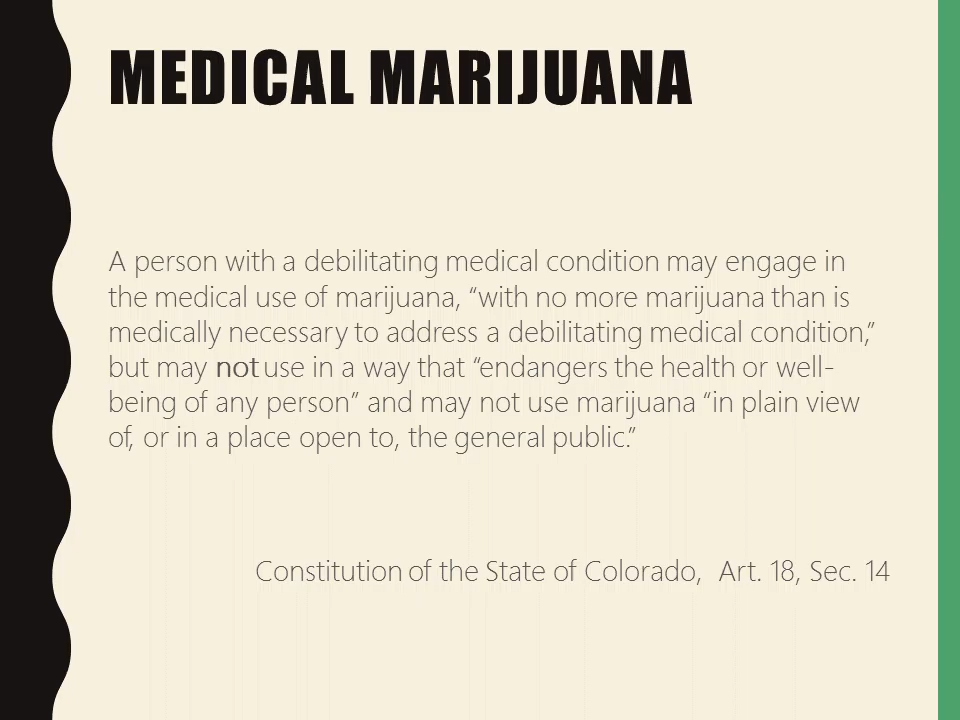 MEDICAL MARIJUANA
A person with a debilitating medical condition may engage in
the medical use of marijuana, “with no more marijuana than is
medically necessary to address a debilitating medical condition,”
but may not use in a way that “endangers the health or well-
being of any person” and may not use marijuana “in plain view
of, or in a place open to, the general public.”
Constitution of the State of Colorado, Art. 18, Sec. 14